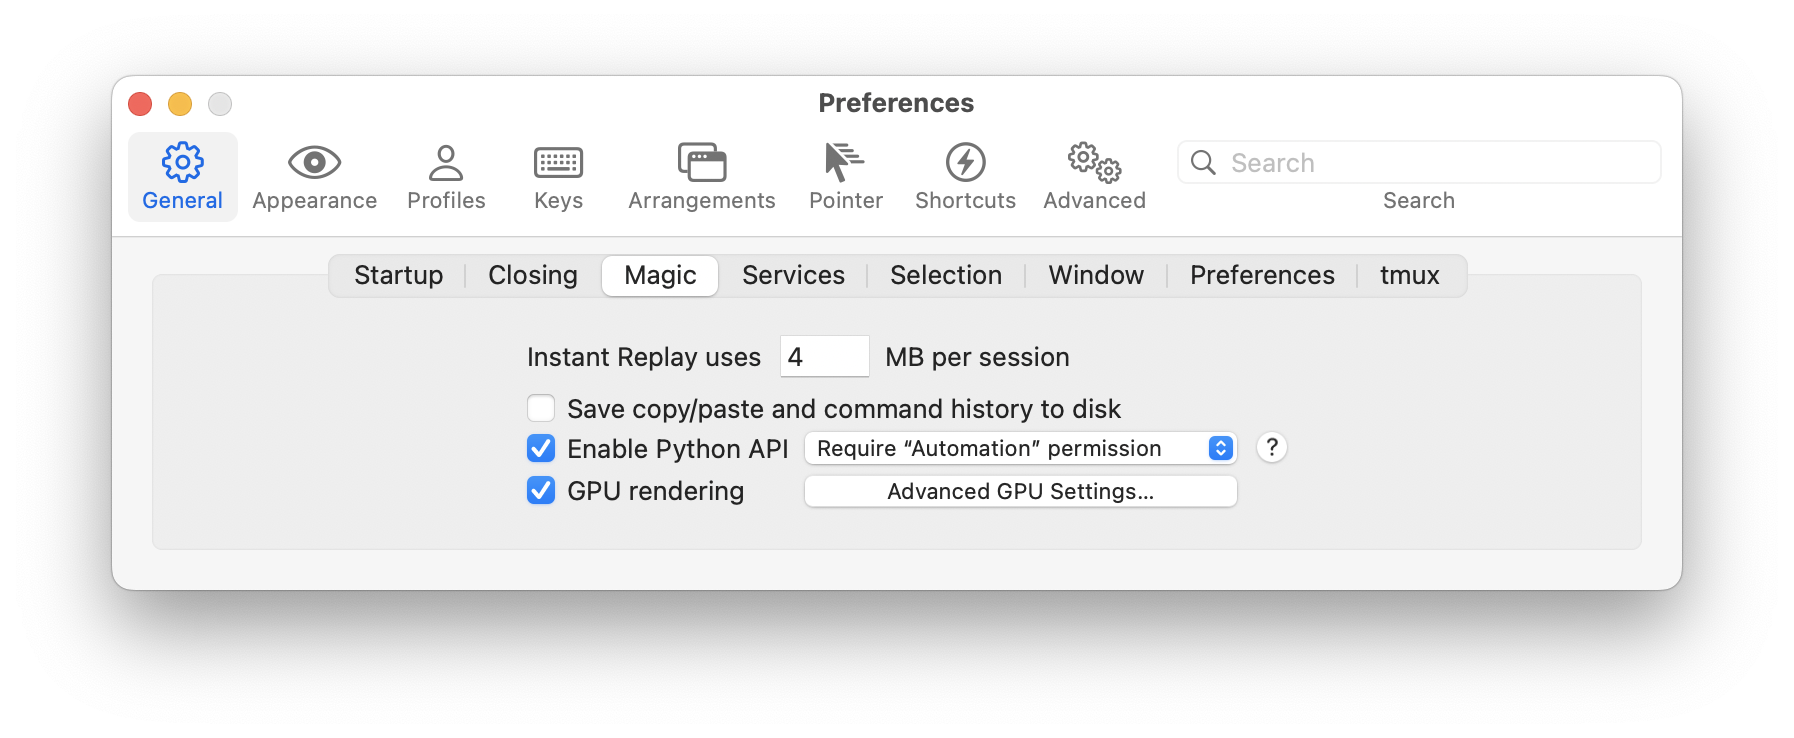 Preferences
General Appearance Profiles Keys Arrangements Pointer Shortcuts Advanced Search
Search
Startup Closing Magic Services Selection Window Preferences tmux
Instant Replay uses 4 MB per session
Save copy/paste and command history to disk
Enable Python API Require “Automation” permission ?
GPU rendering Advanced GPU Settings...